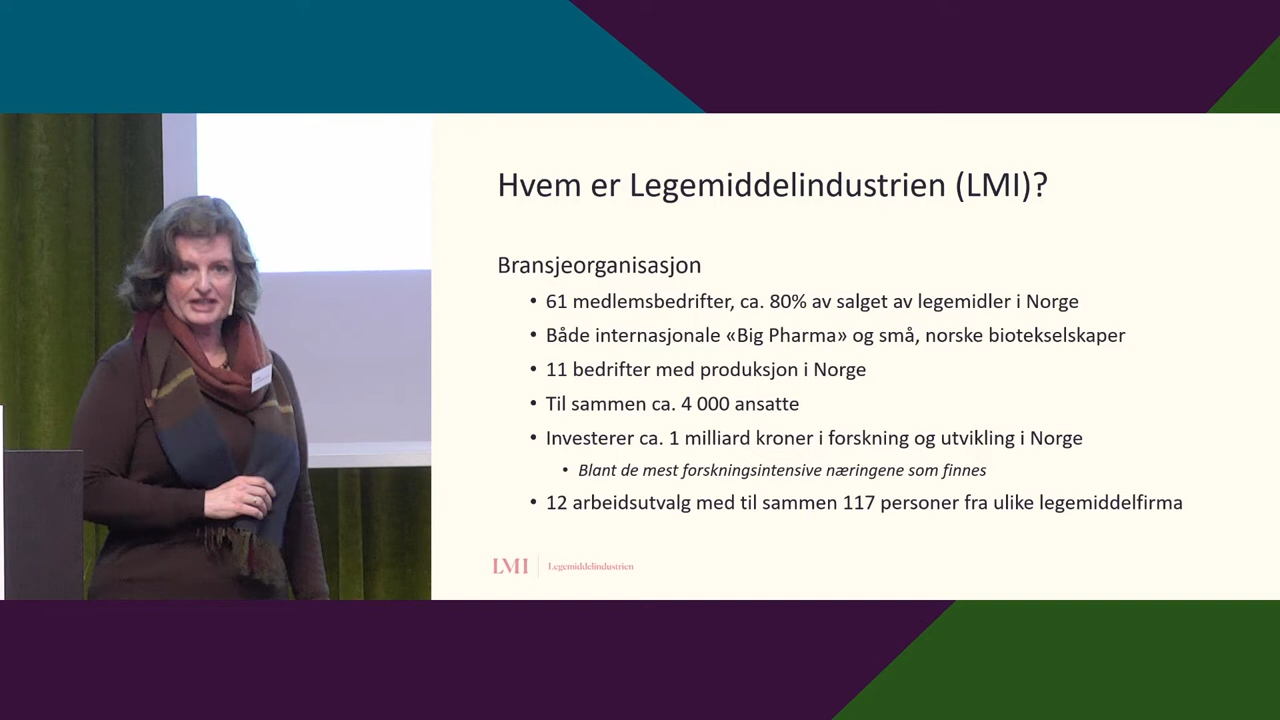 Hvem er Legemiddelindustrien (LMI)?
Bransjeorganisasjon
• 61 medlemsbedrifter, ca. 80% av salget av legemidler i Norge
• Både internasjonale «Big Pharma» og små, norske biotekselskaper
• 11 bedrifter med produksjon i Norge
• Til sammen ca. 4 000 ansatte
• Investerer ca. 1 milliard kroner i forskning og utvikling i Norge
• Blant de mest forskningsintensive næringene som finnes
• 12 arbeidsutvalg med til sammen 117 personer fra ulike legemiddelfirma
LMI Legemiddelindustrien